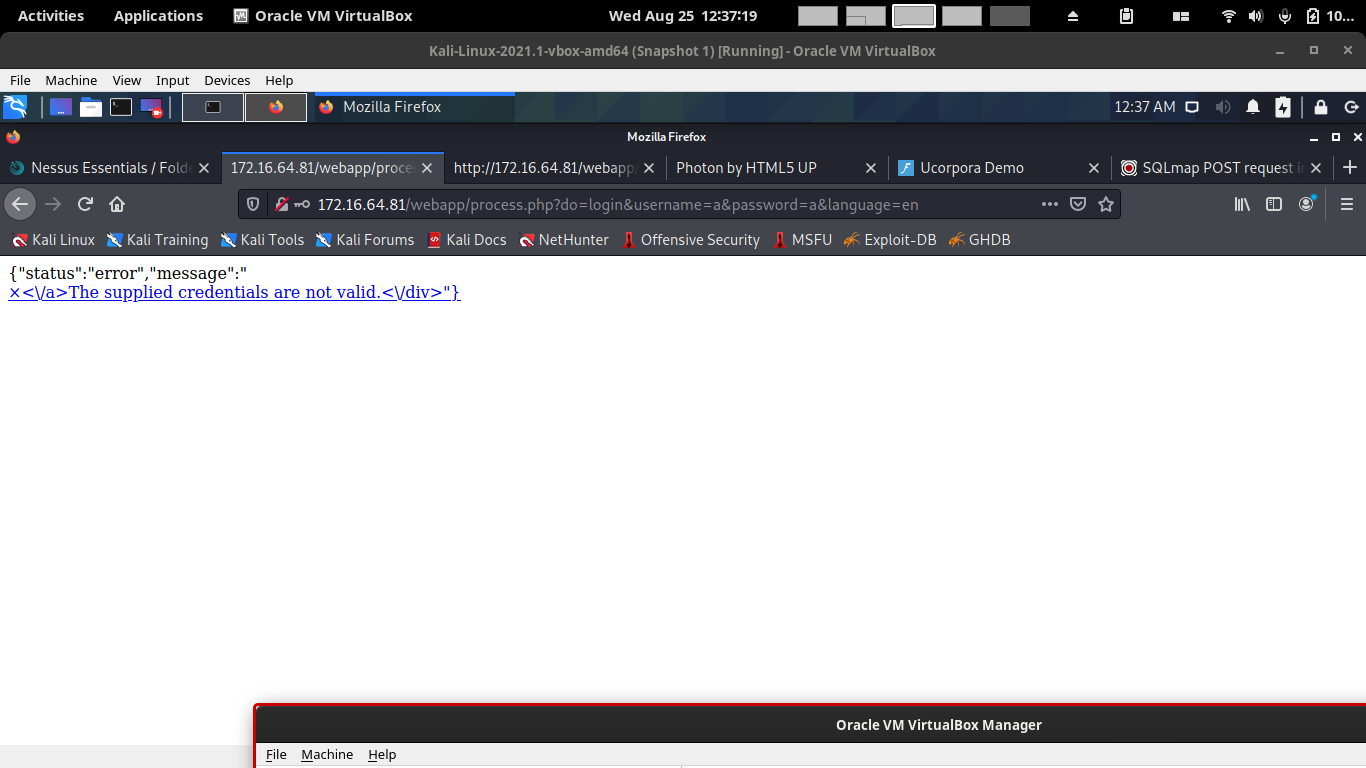 Activities Applications Oracle VM VirtualBox Wed Aug 25 12:37:19 10...
Kali-Linux-2021.1-vbox-amd64 (Snapshot 1) [Running] - Oracle VM VirtualBox
File Machine View Input Devices Help
Mozilla Firefox 12:37 AM
Mozilla Firefox
Nessus Essentials / Folde 172.16.64.81/webapp/proce http://172.16.64.81/webapp/ Photon by HTML5 UP Ucorpora Demo SQLmap POST request i
172.16.64.81/webapp/process.php?do=login&username=a&password=a&language=en
Kali Linux Kali Training Kali Tools Kali Forums Kali Docs NetHunter Offensive Security MSFU Exploit-DB GHDB
{"status":"error","message":"
×<\/a>The supplied credentials are not valid.<\/div>"}
Oracle VM VirtualBox Manager
File Machine Help